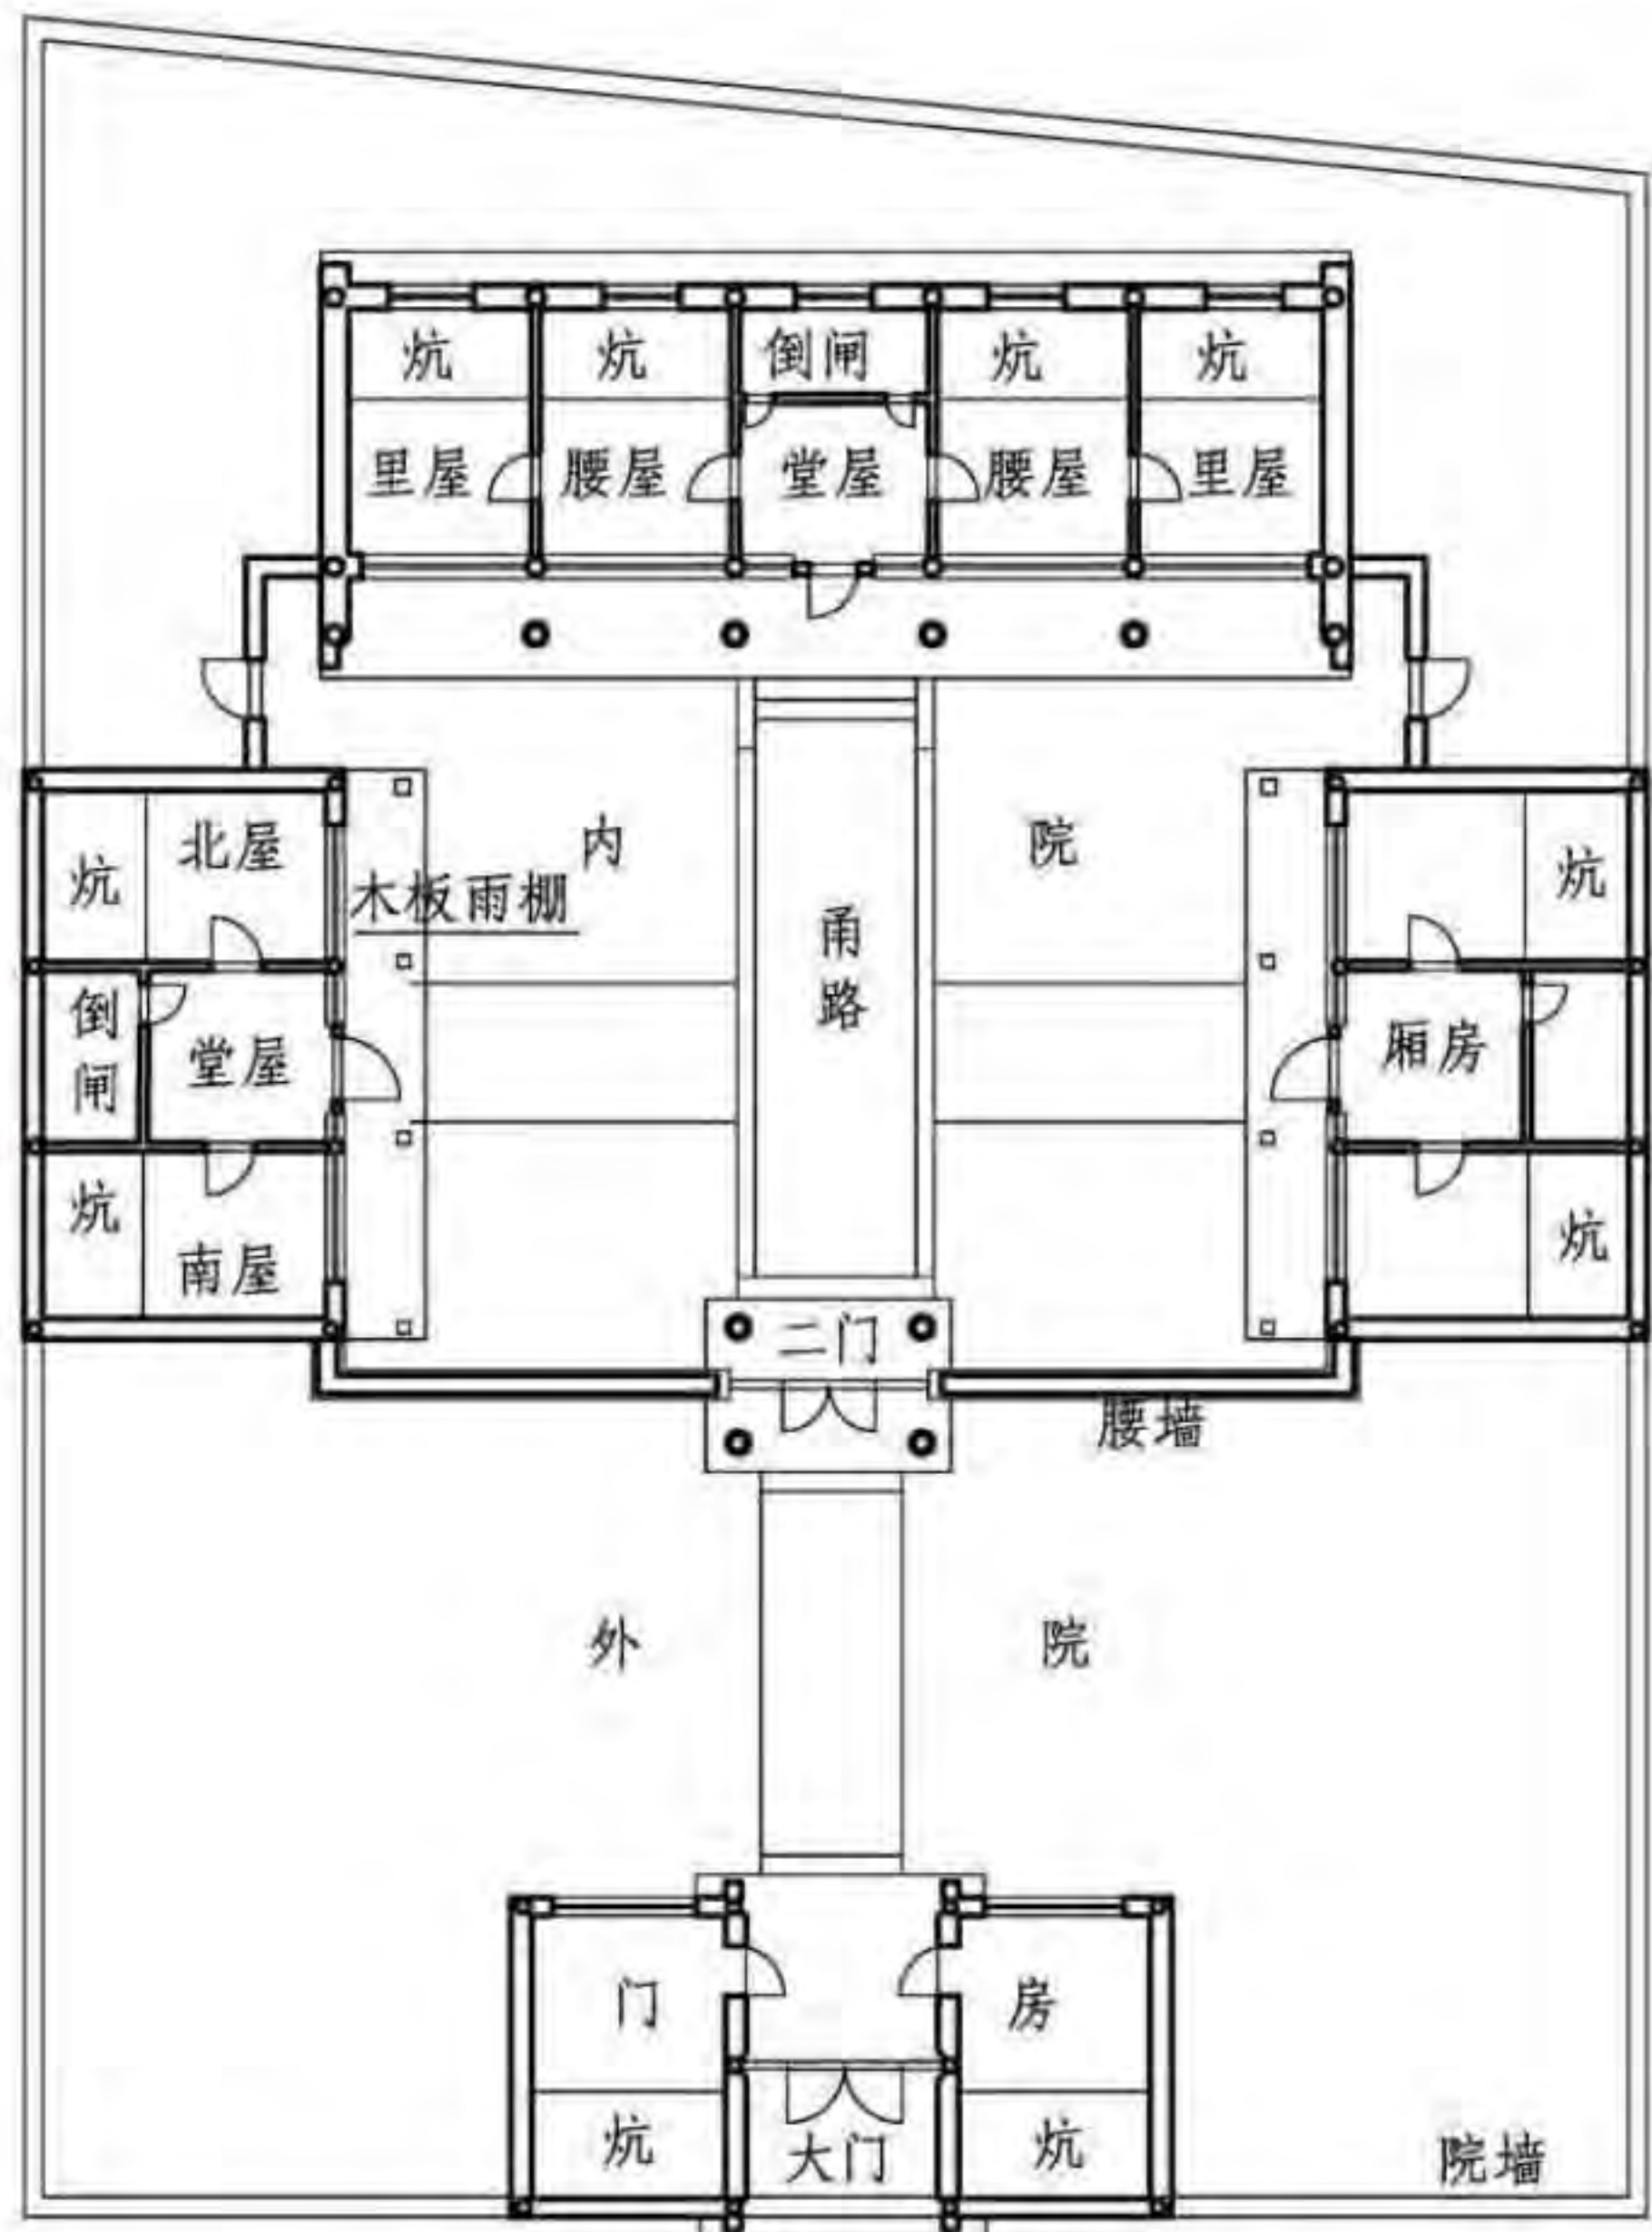 炕 炕 倒闸 炕 炕
里屋 腰屋 堂屋 腰屋 里屋
内 院
北屋
炕
炕
木板雨棚
甬路
倒闸
堂屋
厢房
炕
炕
南屋
二门
腰墙
外 院
门 房
炕 大门 炕
院墙